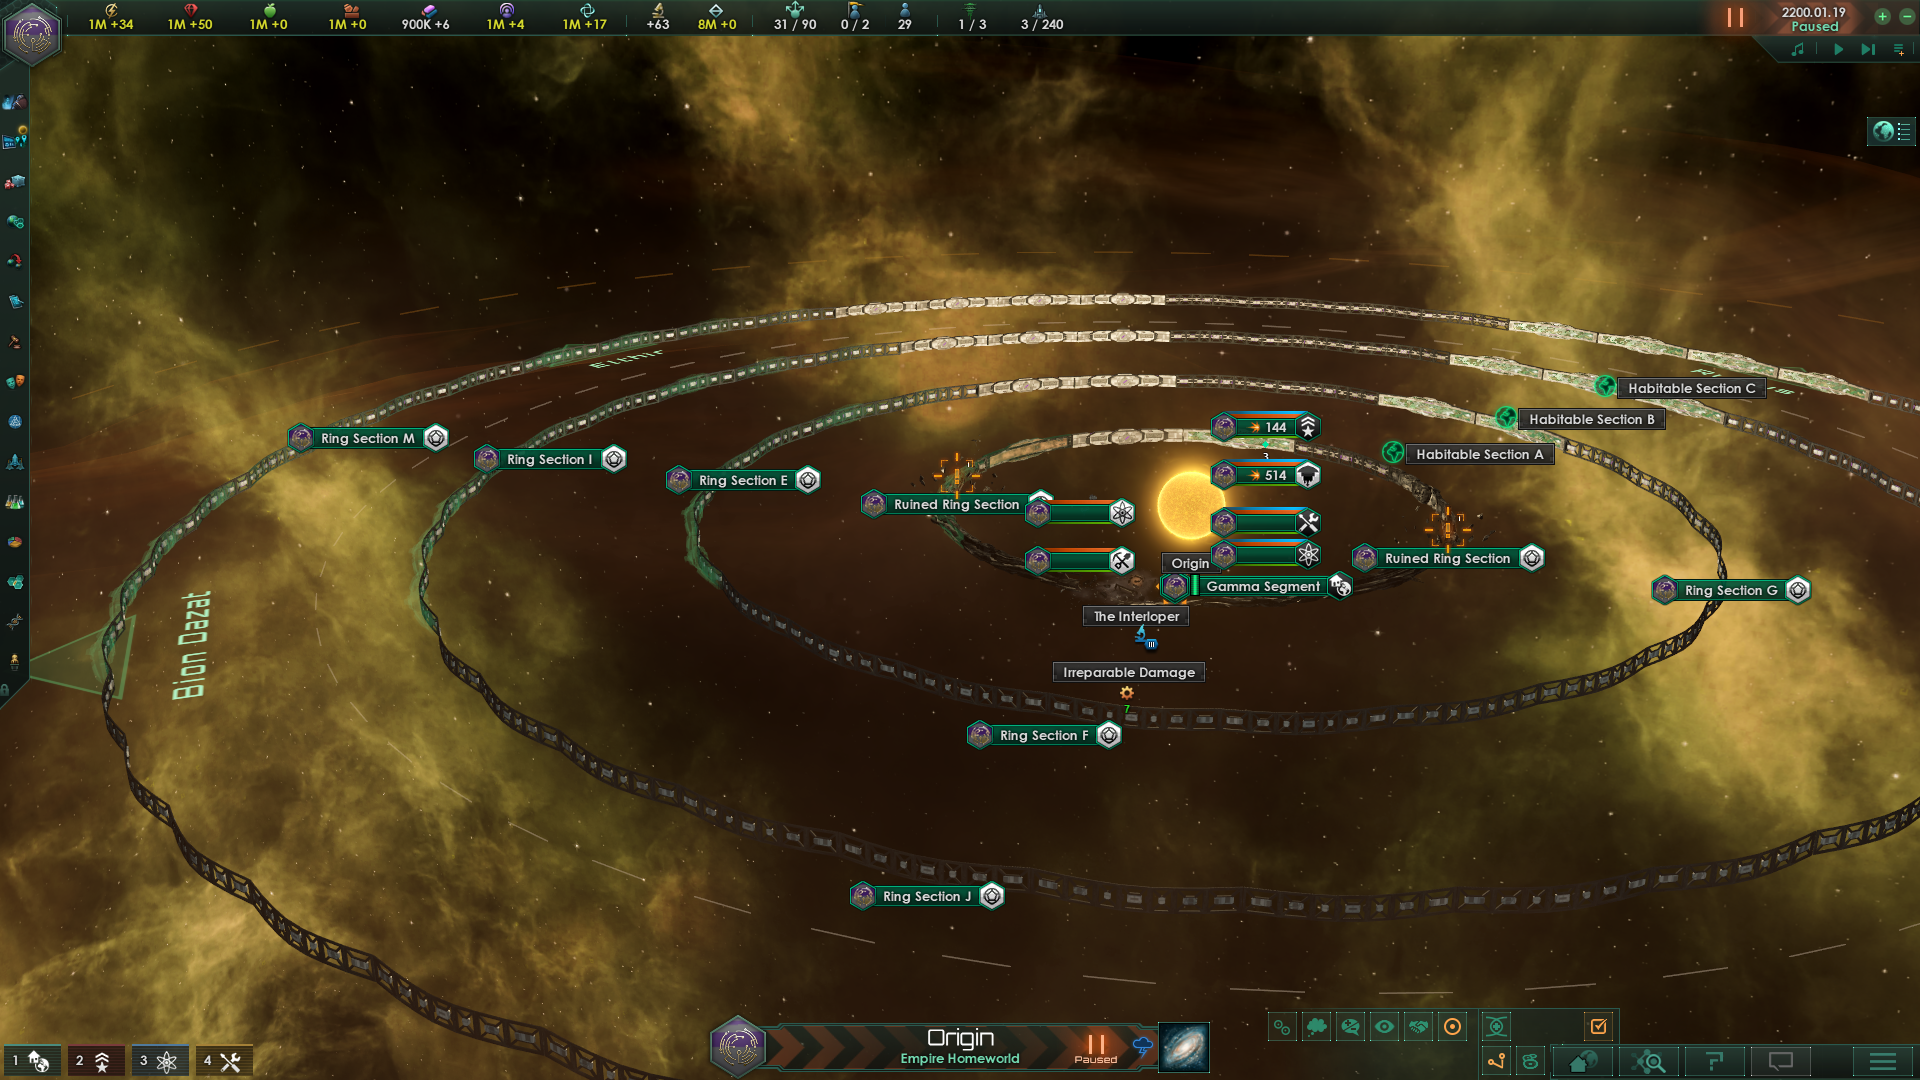 1M +34 1M +50 1M +0 1M +0 900K +6 1M +4 1M +17 +63 8M +0 31 / 90 0 / 2 29 1 / 3 3 / 240
2200.01.19
Paused
Habitable Section C
Habitable Section B
Habitable Section A
144
3
514
Ring Section M
Ring Section I
Ring Section E
Ruined Ring Section
Ruined Ring Section
Origin
Gamma Segment
Ring Section G
The Interloper
Bion Dazat
Irreparable Damage
7
Ring Section F
Ring Section J
Origin
Empire Homeworld
Paused
1 2 3 4